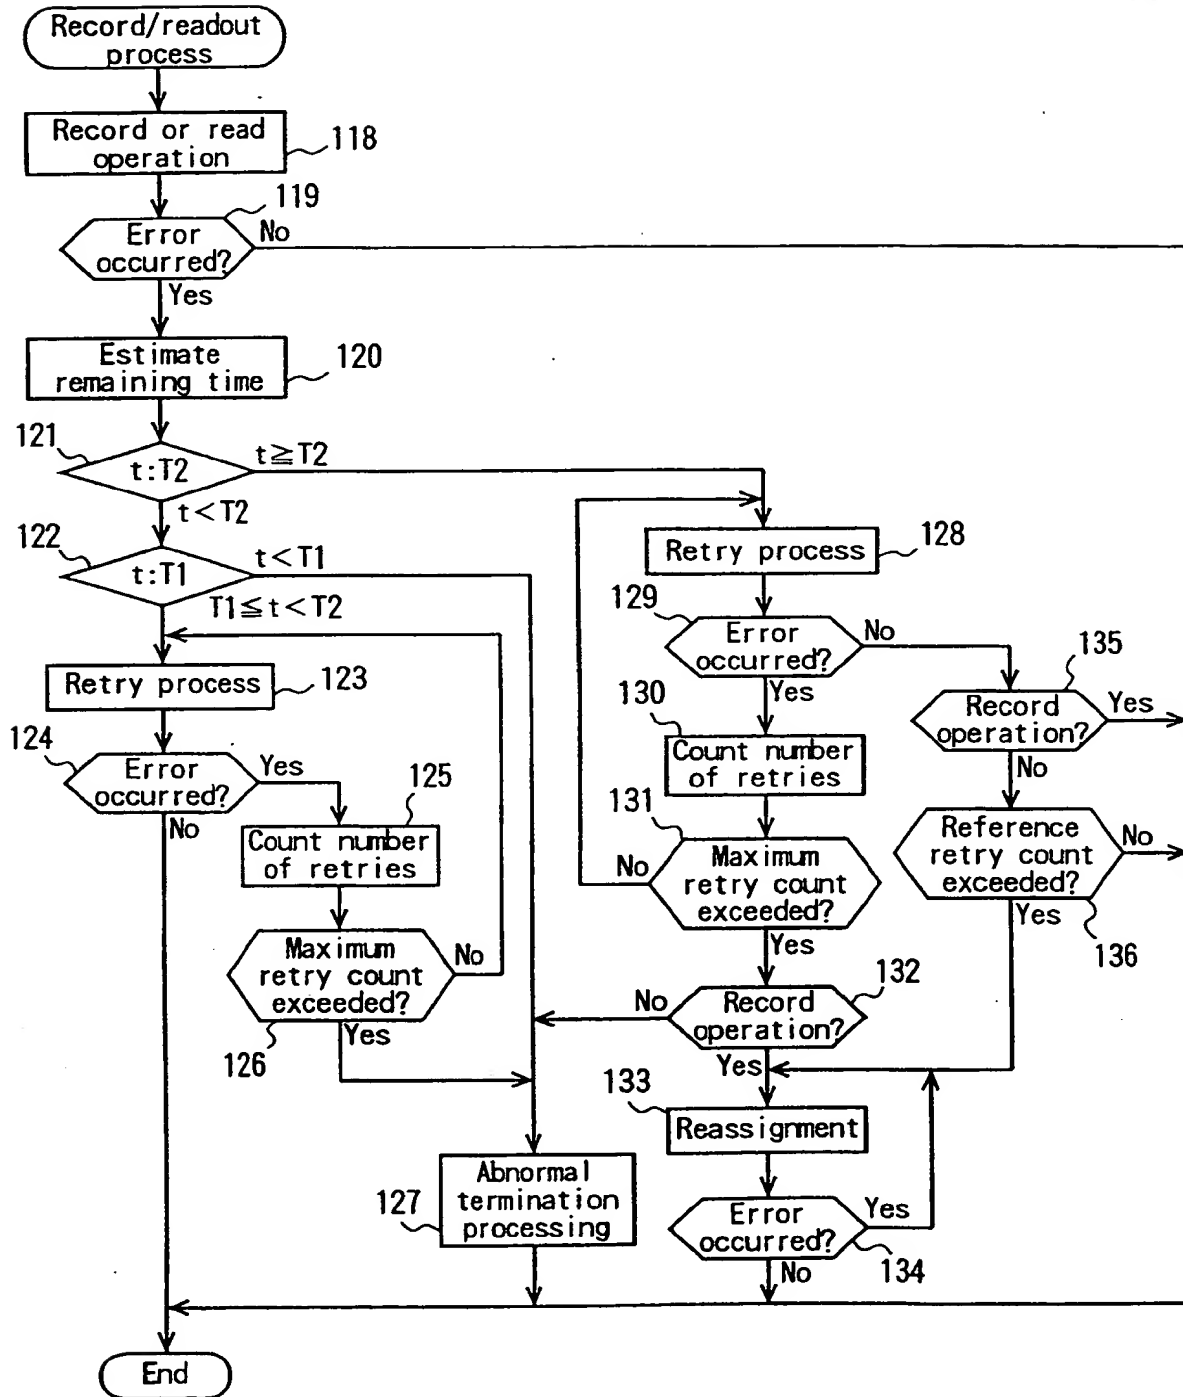 Record/readout
process
Record or read
operation
118
119
Error
occurred?
No
Yes
Estimate
remaining time
120
121
t:T2
t≧T2
t<T2
122
t:T1
t<T1
T1≦t<T2
Retry process
123
124
Error
occurred?
Yes
No
125
Count number
of retries
Maximum
retry count
exceeded?
No
Yes
126
Abnormal
termination
processing
127
Retry process
128
129
Error
occurred?
No
Yes
130
Count number
of retries
131
Maximum
retry count
exceeded?
No
Yes
Record
operation?
132
No
Yes
133
Reassignment
Error
occurred?
Yes
No
134
135
Record
operation?
Yes
No
Reference
retry count
exceeded?
No
Yes
136
End